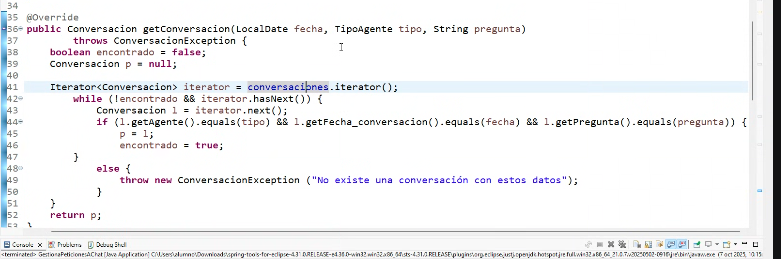 34
35 @Override
36 public Conversacion getConversacion(LocalDate fecha, TipoAgente tipo, String pregunta)
37 throws ConversacionException {
38 boolean encontrado = false;
39 Conversacion p = null;
40
41 Iterator<Conversacion> iterator = conversaciones.iterator();
42 while (!encontrado && iterator.hasNext()) {
43 Conversacion l = iterator.next();
44 if (l.getAgente().equals(tipo) && l.getFecha_conversacion().equals(fecha) && l.getPregunta().equals(pregunta)) {
45 p = l;
46 encontrado = true;
47 }
48 else {
49 throw new ConversacionException ("No existe una conversación con estos datos");
50 }
51 }
52 return p;
53 }
Console Problems Debug Shell
<terminated> GestionaPeticionesAChat [Java Application] C:\Users\alumno\Downloads\spring-tools-for-eclipse-4.31.0.RELEASE-e4.36.0-win32.win32.x86_64\sts-4.31.0.RELEASE\plugins\org.eclipse.justj.openjdk.hotspot.jre.full.win32.x86_64_21.0.7.v20250502-0916\jre\bin\javaw.exe (7 oct 2025, 10:15: